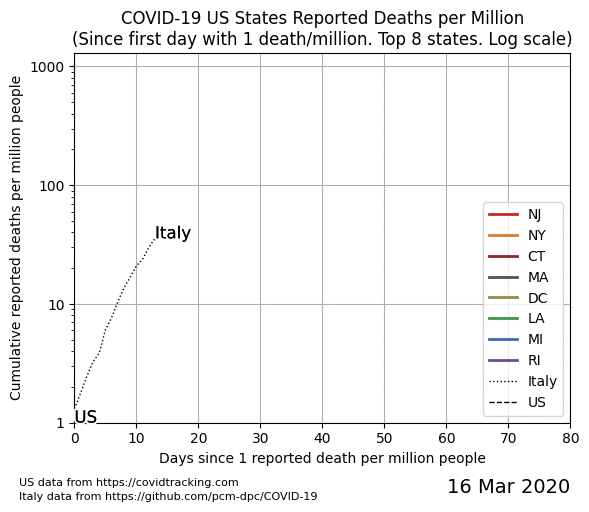 COVID-19 US States Reported Deaths per Million
(Since first day with 1 death/million. Top 8 states. Log scale)
Cumulative reported deaths per million people
1000
100
10
1
Italy
US
NJ
NY
CT
MA
DC
LA
MI
RI
Italy
US
0 10 20 30 40 50 60 70 80
Days since 1 reported death per million people
US data from https://covidtracking.com
Italy data from https://github.com/pcm-dpc/COVID-19
16 Mar 2020